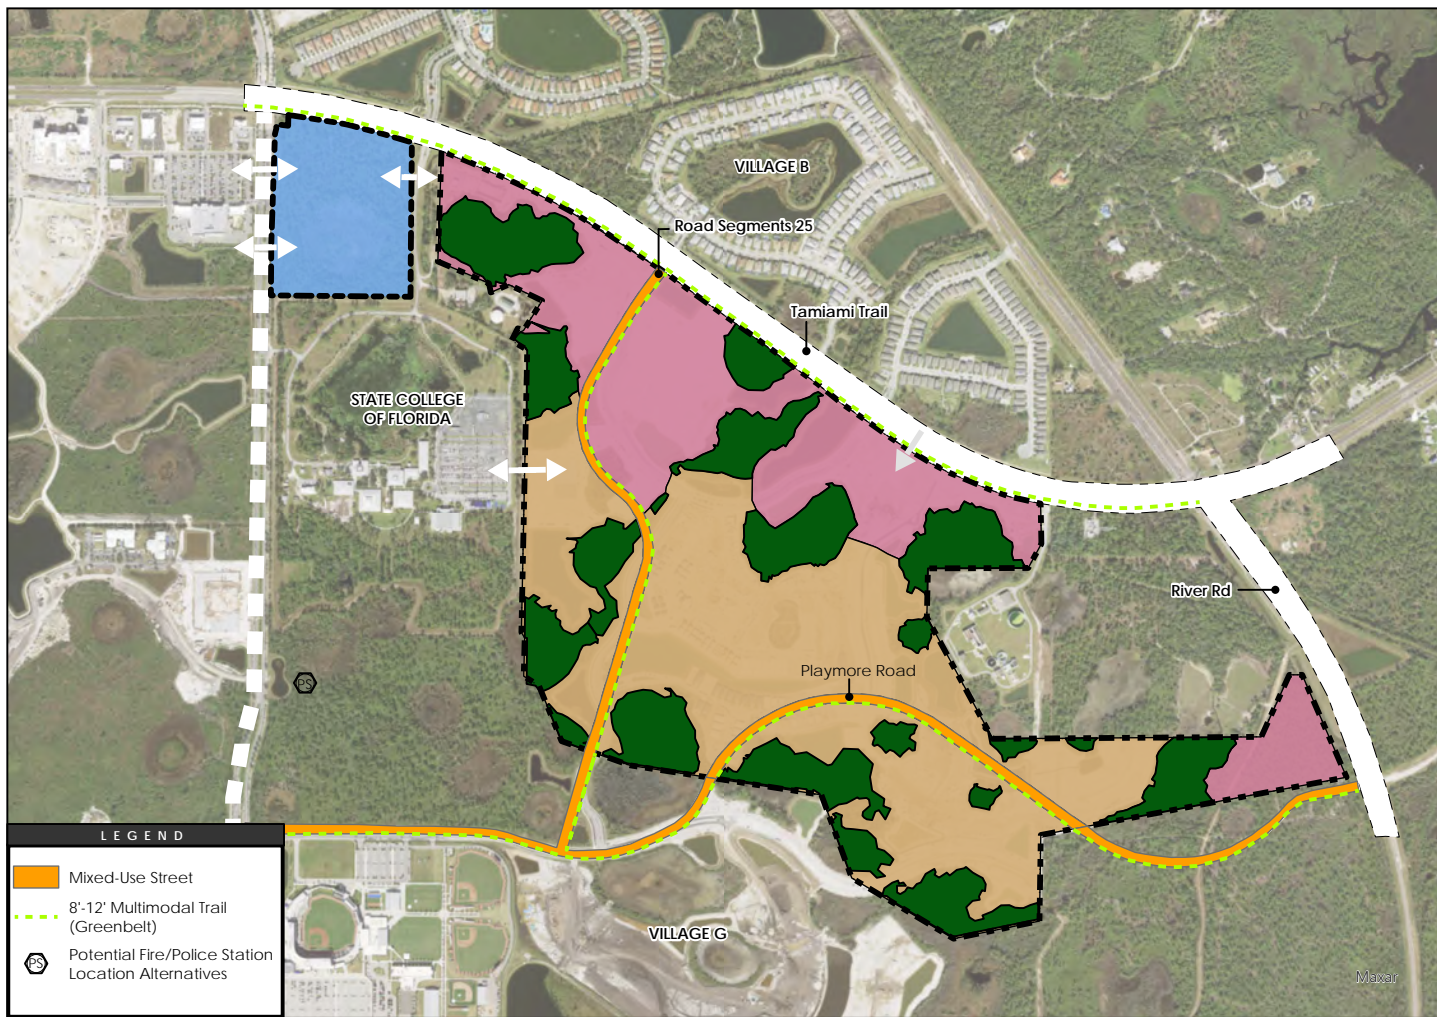 VILLAGE B
Road Segments 25
Tamiami Trail
STATE COLLEGE
OF FLORIDA
River Rd
Playmore Road
PS
LEGEND
Mixed-Use Street
8'-12' Multimodal Trail
(Greenbelt)
PS
Potential Fire/Police Station
Location Alternatives
VILLAGE G
Maxar